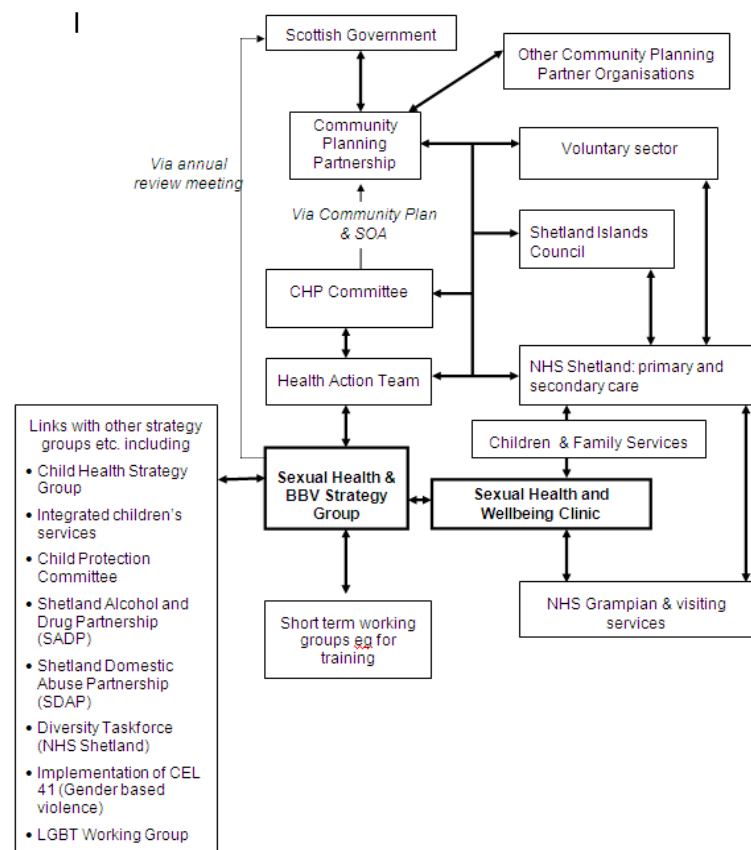 I
Scottish Government
Other Community Planning
Partner Organisations
Community
Planning
Partnership
Voluntary sector
Via annual
review meeting
Via Community Plan
& SOA
Shetland Islands
Council
CHP Committee
Health Action Team
NHS Shetland: primary and
secondary care
Links with other strategy
groups etc. including
• Child Health Strategy
Group
• Integrated children's
services
• Child Protection
Committee
• Shetland Alcohol and
Drug Partnership
(SADP)
• Shetland Domestic
Abuse Partnership
(SDAP)
• Diversity Taskforce
(NHS Shetland)
• Implementation of CEL
41 (Gender based
violence)
• LGBT Working Group
Children & Family Services
Sexual Health &
BBV Strategy
Group
Sexual Health and
Wellbeing Clinic
Short term working
groups eg for
training
NHS Grampian & visiting
services